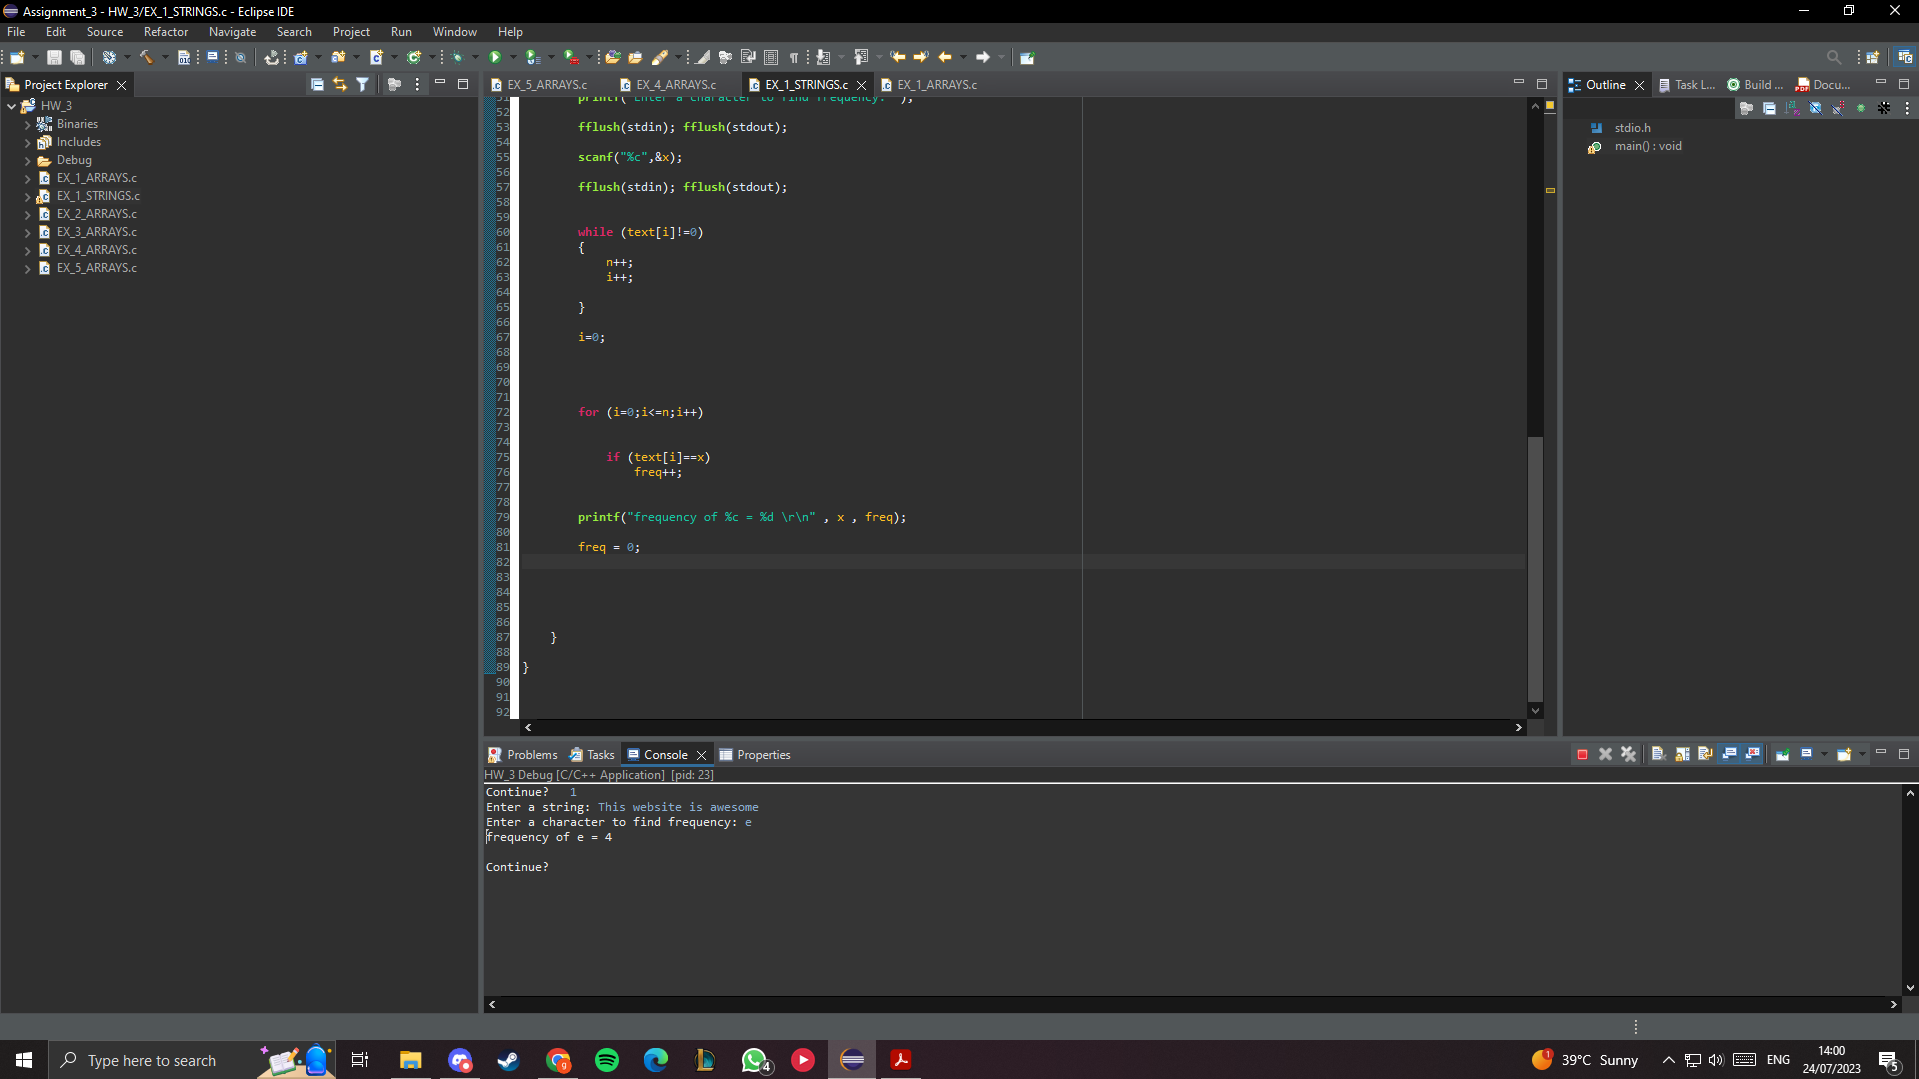 Assignment_3 - HW_3/EX_1_STRINGS.c - Eclipse IDE
File Edit Source Refactor Navigate Search Project Run Window Help
Project Explorer
HW_3
Binaries
Includes
Debug
EX_1_ARRAYS.c
EX_1_STRINGS.c
EX_2_ARRAYS.c
EX_3_ARRAYS.c
EX_4_ARRAYS.c
EX_5_ARRAYS.c
EX_5_ARRAYS.c EX_4_ARRAYS.c EX_1_STRINGS.c EX_1_ARRAYS.c
51 printf("Enter a character to find frequency: ");
52
53 fflush(stdin); fflush(stdout);
54
55 scanf("%c",&x);
56
57 fflush(stdin); fflush(stdout);
58
59
60 while (text[i]!=0)
61 {
62 n++;
63 i++;
64
65 }
66
67 i=0;
68
69
70
71
72 for (i=0;i<=n;i++)
73
74
75 if (text[i]==x)
76 freq++;
77
78
79 printf("frequency of %c = %d \r\n" , x , freq);
80
81 freq = 0;
82
83
84
85
86
87 }
88
89 }
90
91
92
Outline Task L... Build ... Docu...
stdio.h
main() : void
Problems Tasks Console Properties
HW_3 Debug [C/C++ Application] [pid: 23]
Continue? 1
Enter a string: This website is awesome
Enter a character to find frequency: e
frequency of e = 4
Continue?
Type here to search
4
1
39°C Sunny
ENG
14:00
24/07/2023
5